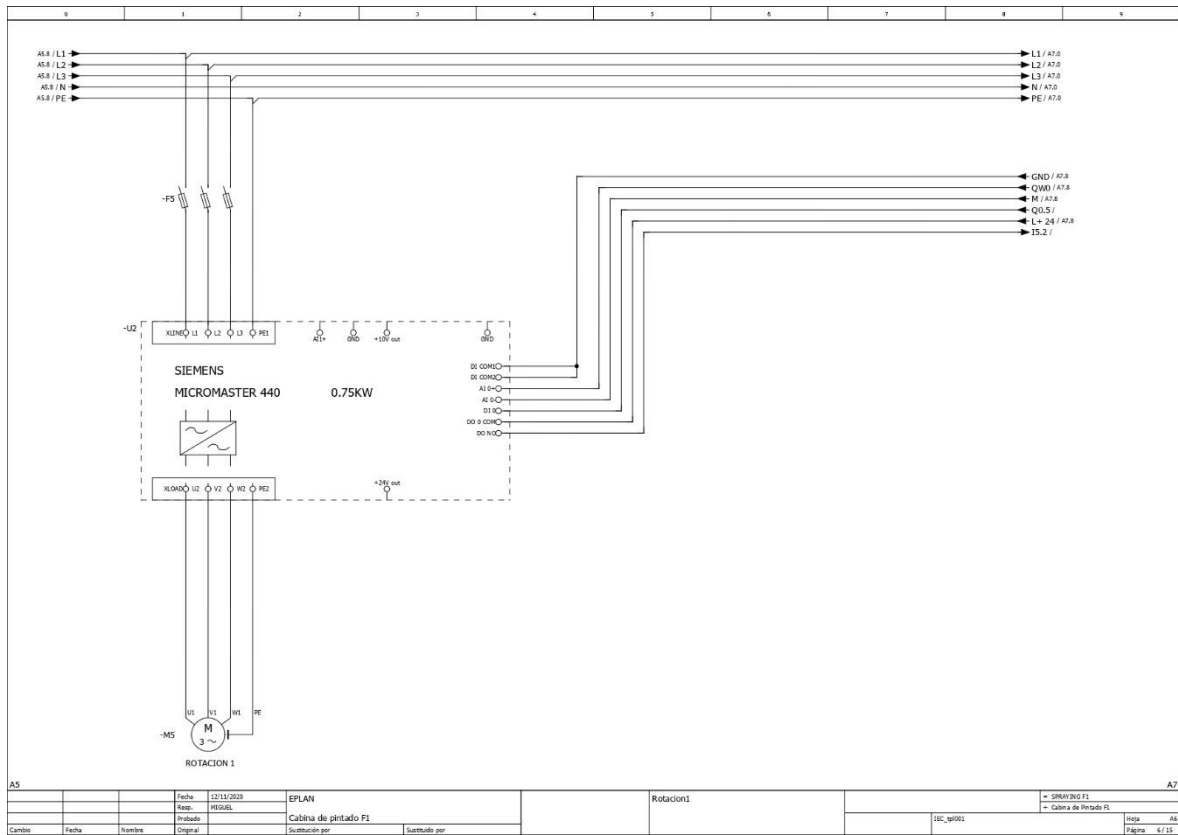 0 1 2 3 4 5 6 7 8 9
A5.8 / L1 L1 / A7.0
A5.8 / L2 L2 / A7.0
A5.8 / L3 L3 / A7.0
A5.8 / N N / A7.0
A5.8 / PE PE / A7.0
GND / A7.8
QW0 / A7.8
M / A7.8
Q0.5 /
L+ 24 / A7.8
I5.2 /
-F5
-U2
XLINE L1 L2 L3 PE1
AI1+ GND +10V out GND
SIEMENS
MICROMASTER 440 0.75KW
DI COM1
DI COM2
AI 0+
AI 0-
DI 0
DO 0 COM
DO NO
XLOAD U2 V2 W2 PE2
+24V out
U1 V1 W1 PE
-M5
M
3 ~
ROTACION 1
A5 A7
Fecha 12/11/2020 EPLAN Rotacion1 = SPRAYING F1
Resp. MIGUEL + Cabina de Pintado F1
Probado Cabina de pintado F1 IEC_tpl001 Hoja A6
Cambio Fecha Nombre Original Sustitución por Sustituido por Página 6/15